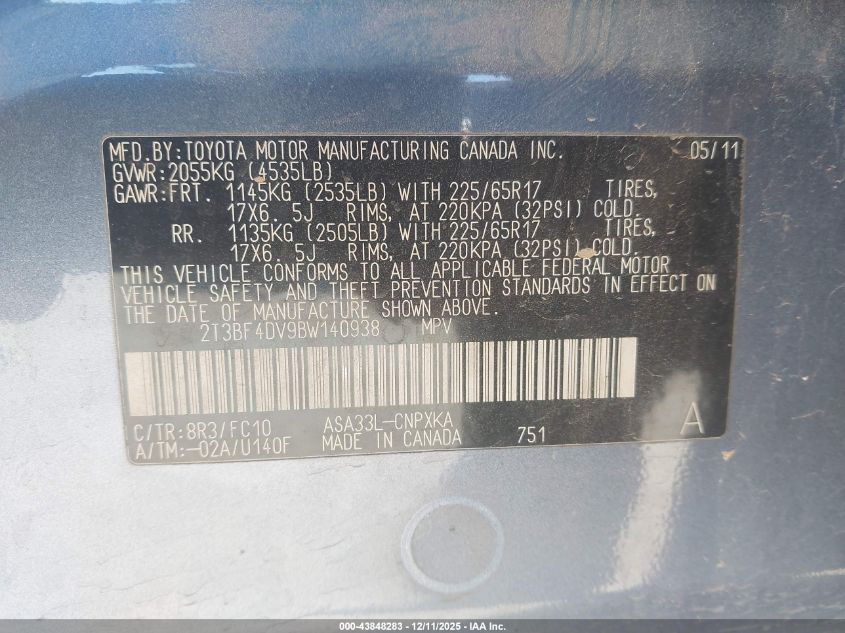 MFD.BY:TOYOTA MOTOR MANUFACTURING CANADA INC. 05/11
GVWR:2055KG (4535LB)
GAWR:FRT. 1145KG (2535LB) WITH 225/65R17 TIRES,
17X6. 5J RIMS, AT 220KPA (32PSI) COLD.
RR. 1135KG (2505LB) WITH 225/65R17 TIRES,
17X6. 5J RIMS, AT 220KPA (32PSI) COLD.
THIS VEHICLE CONFORMS TO ALL APPLICABLE FEDERAL MOTOR
VEHICLE SAFETY AND THEFT PREVENTION STANDARDS IN EFFECT ON
THE DATE OF MANUFACTURE SHOWN ABOVE.
2T3BF4DV9BW140938 MPV
C/TR:8R3/FC10 ASA33L-CNPXKA
A/TM:-02A/U140F MADE IN CANADA 751 A
000-43848283 - 12/11/2025 - IAA Inc.